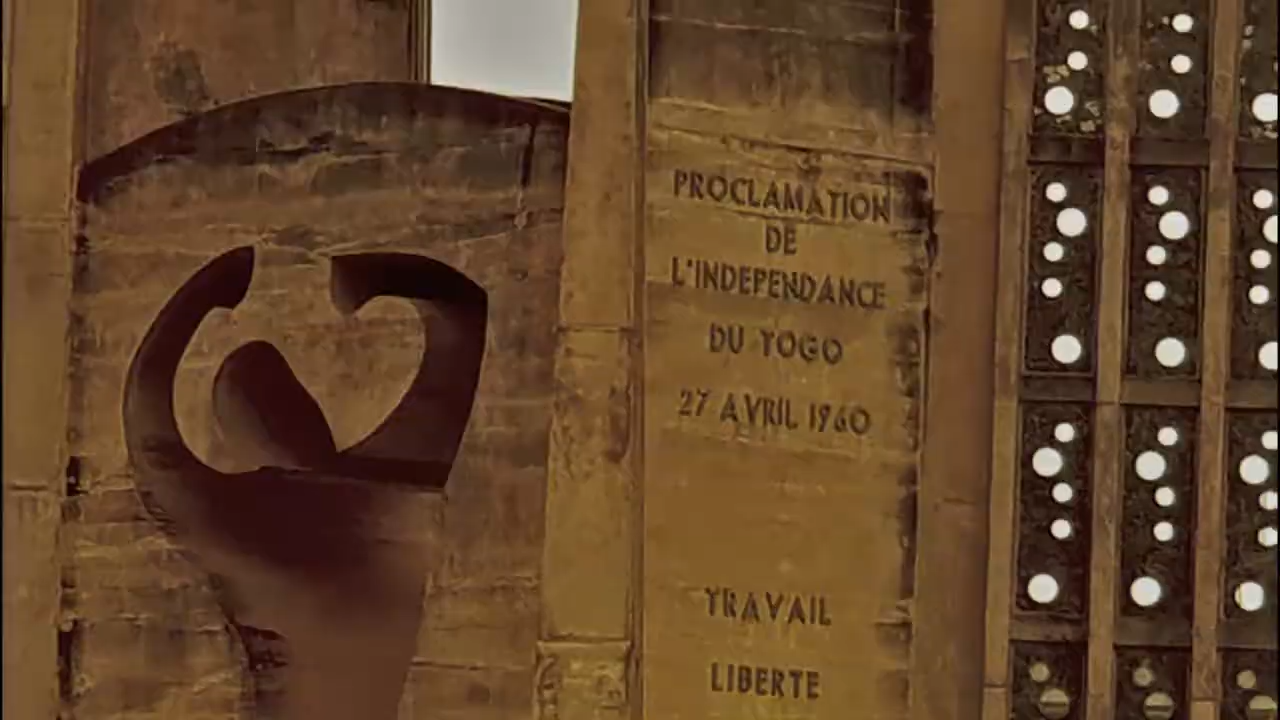 PROCLAMATION
DE
L'INDEPENDANCE
DU TOGO
27 AVRIL 1960
TRAVAIL
LIBERTE